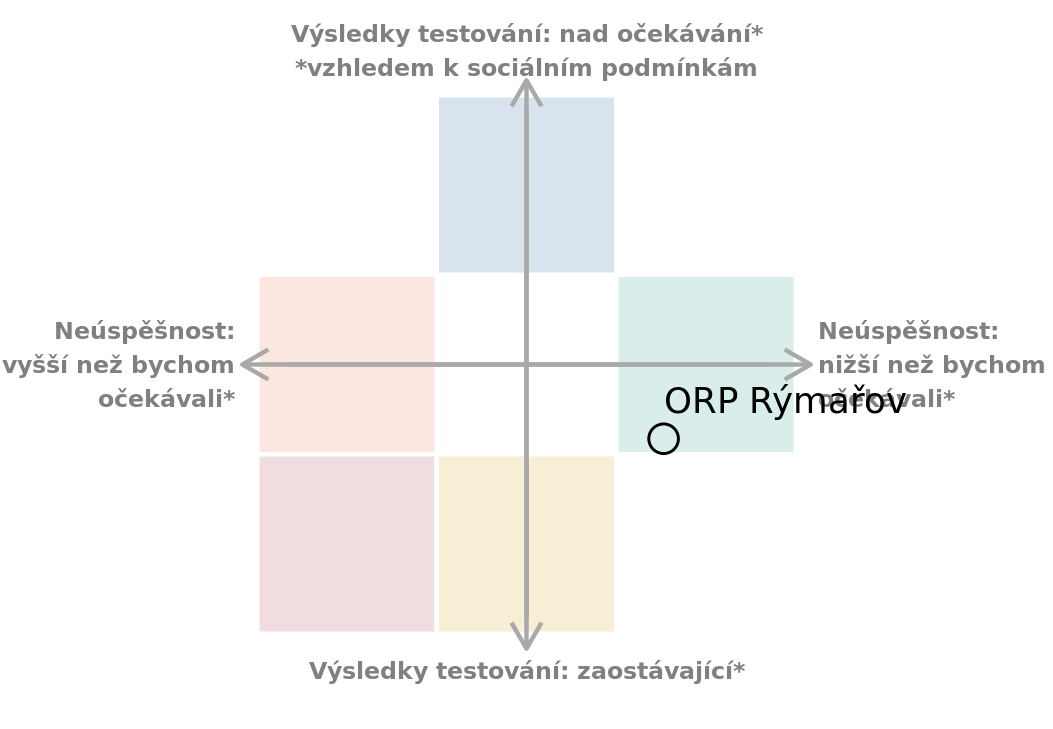 Výsledky testování: nad očekávání*
*vzhledem k sociálním podmínkám
Neúspěšnost:
vyšší než bychom
očekávali*
Neúspěšnost:
nižší než bychom
očekávali*
ORP Rýmařov
Výsledky testování: zaostávající*